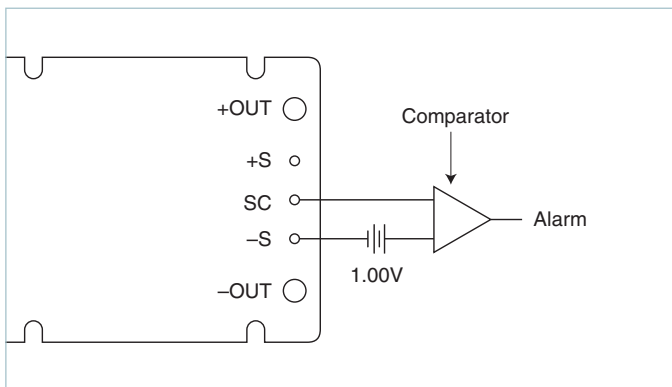 +OUT
Comparator
+S
SC
Alarm
–S
1.00V
–OUT